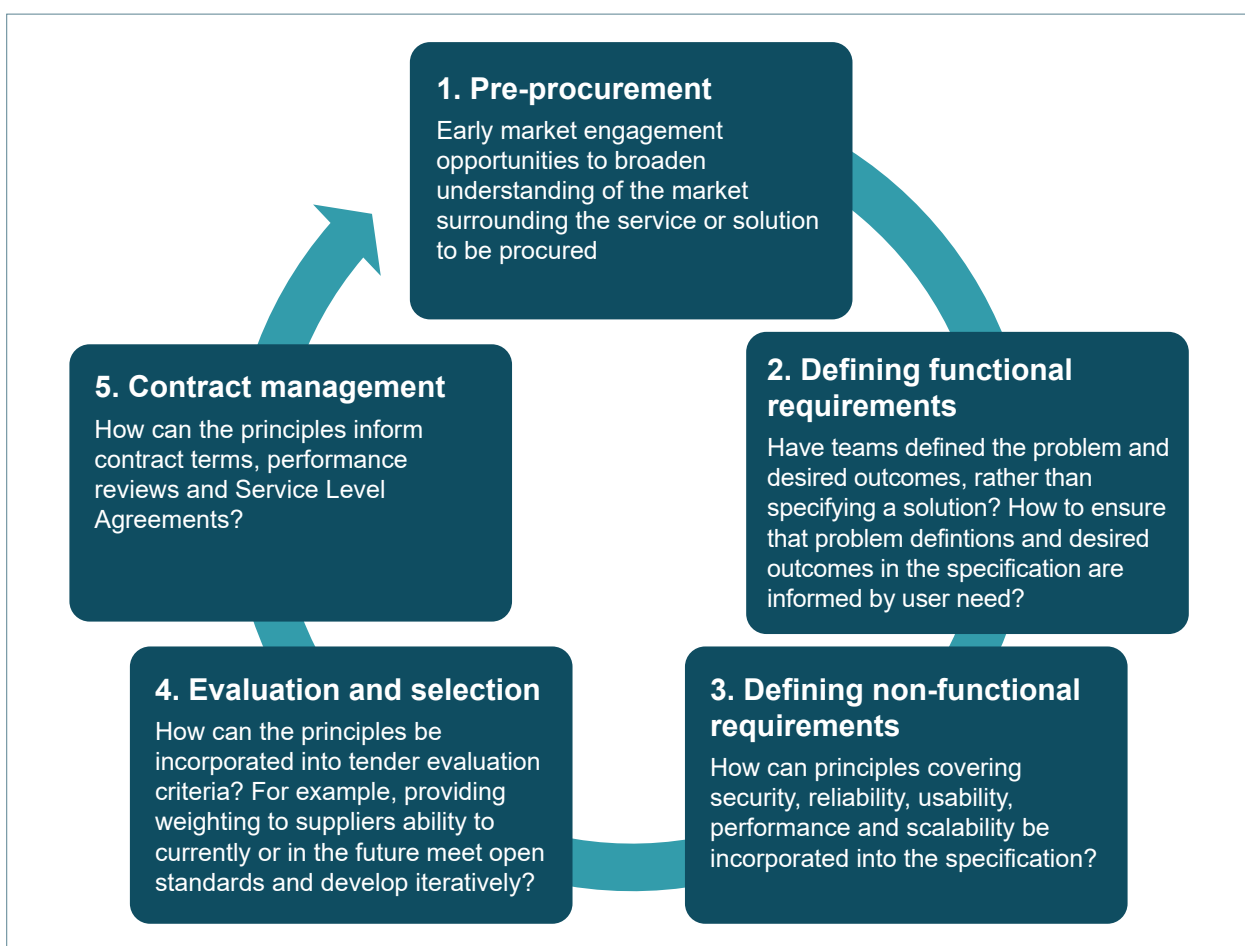 1. Pre-procurement
Early market engagement
opportunities to broaden
understanding of the market
surrounding the service or solution
to be procured
2. Defining functional
requirements
Have teams defined the problem and
desired outcomes, rather than
specifying a solution? How to ensure
that problem defintions and desired
outcomes in the specification are
informed by user need?
3. Defining non-functional
requirements
How can principles covering
security, reliability, usability,
performance and scalability be
incorporated into the specification?
4. Evaluation and selection
How can the principles be
incorporated into tender evaluation
criteria? For example, providing
weighting to suppliers ability to
currently or in the future meet open
standards and develop iteratively?
5. Contract management
How can the principles inform
contract terms, performance
reviews and Service Level
Agreements?